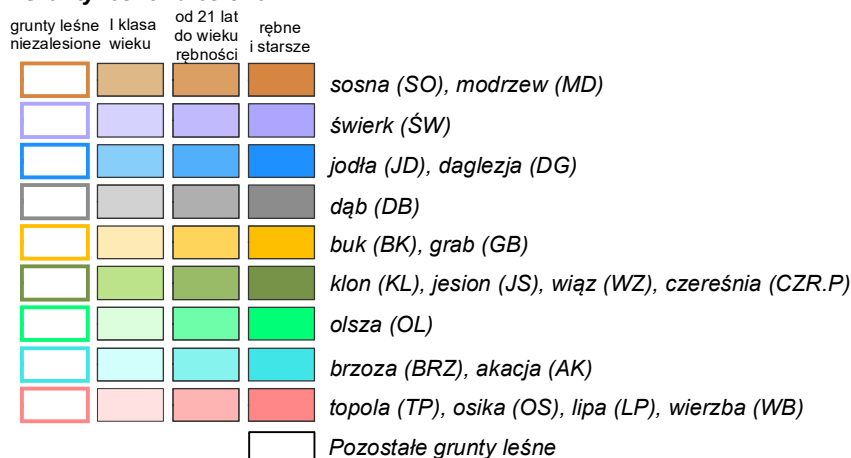 grunty leśne niezalesione
I klasa wieku
od 21 lat do wieku rębności
rębne i starsze
sosna (SO), modrzew (MD)
świerk (ŚW)
jodła (JD), daglezja (DG)
dąb (DB)
buk (BK), grab (GB)
klon (KL), jesion (JS), wiąz (WZ), czereśnia (CZR.P)
olsza (OL)
brzoza (BRZ), akacja (AK)
topola (TP), osika (OS), lipa (LP), wierzba (WB)
Pozostałe grunty leśne